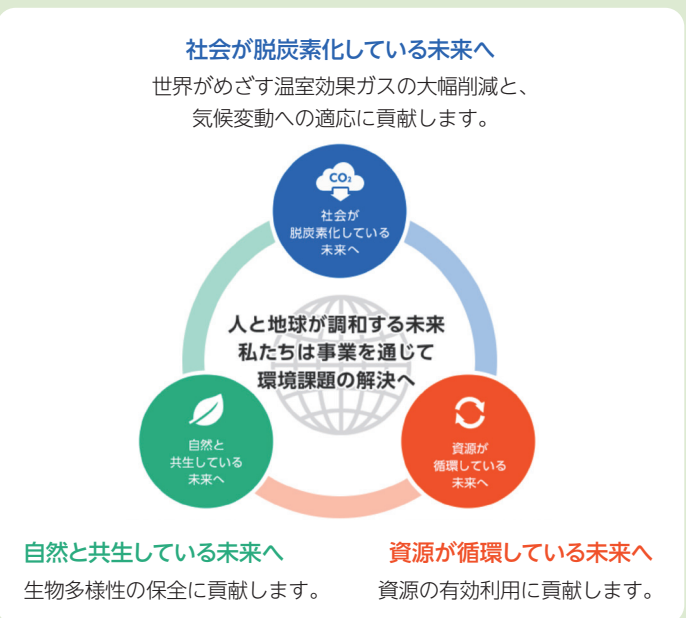 社会が脱炭素化している未来へ
世界がめざす温室効果ガスの大幅削減と、
気候変動への適応に貢献します。
CO₂
社会が
脱炭素化している
未来へ
人と地球が調和する未来
私たちは事業を通じて
環境課題の解決へ
自然と
共生している
未来へ
資源が
循環している
未来へ
自然と共生している未来へ
生物多様性の保全に貢献します。
資源が循環している未来へ
資源の有効利用に貢献します。